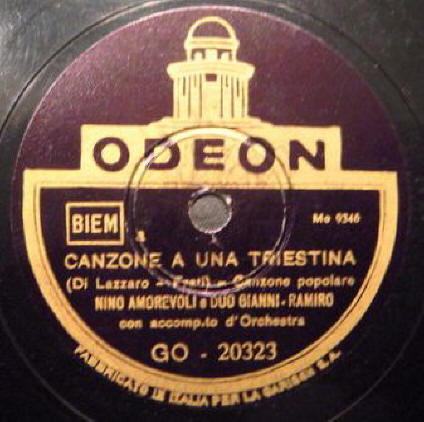 ODEON
BIEM
Mo 9346
CANZONE A UNA TRIESTINA
(Di Lazzaro - Frati) - Canzone popolare
NINO AMOREVOLI e DUO GIANNI - RAMIRO
con accomp.to d'Orchestra
GO - 20323
FABBRICATO IN ITALIA PER LA CARISCH S.A.